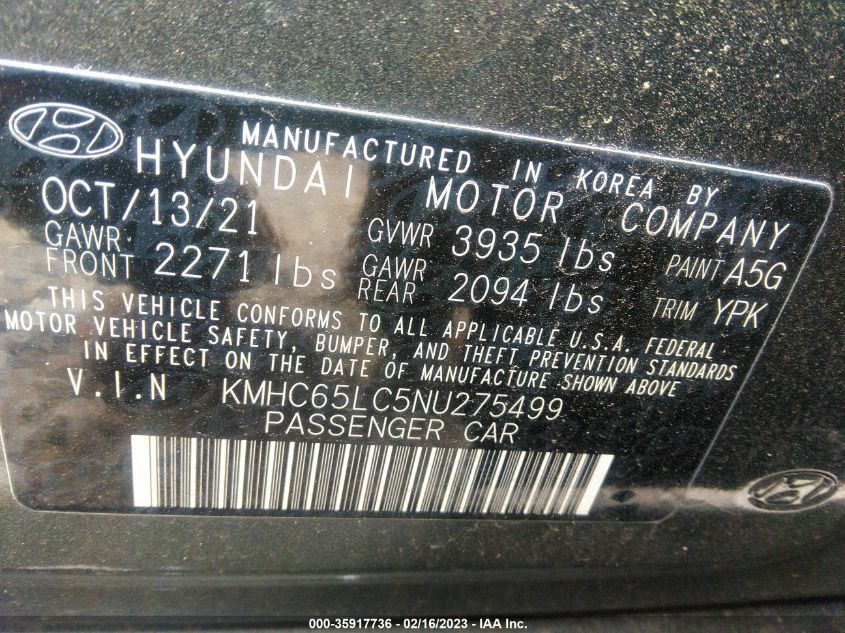 MANUFACTURED IN KOREA BY
HYUNDAI MOTOR COMPANY
OCT/13/21 GVWR 3935 lbs PAINT A5G
GAWR FRONT 2271 lbs GAWR REAR 2094 lbs TRIM YPK
THIS VEHICLE CONFORMS TO ALL APPLICABLE U.S.A. FEDERAL
MOTOR VEHICLE SAFETY, BUMPER, AND THEFT PREVENTION STANDARDS
IN EFFECT ON THE DATE OF MANUFACTURE SHOWN ABOVE
V.I.N KMHC65LC5NU275499
PASSENGER CAR
000-35917736 - 02/16/2023 - IAA Inc.